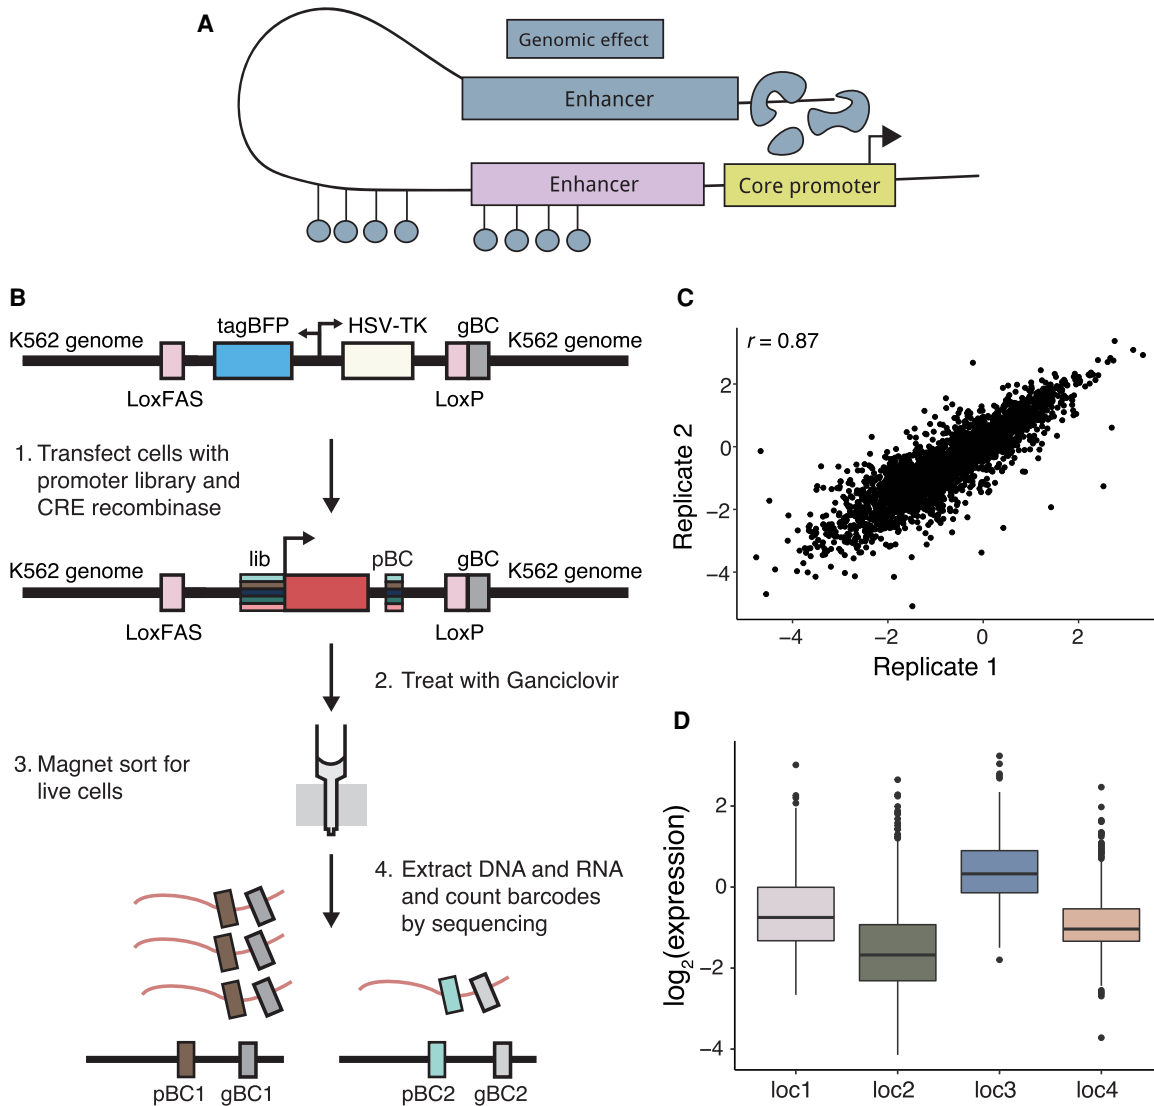 A
Genomic effect
Enhancer
Enhancer
Core promoter
B
K562 genome
tagBFP
HSV-TK
gBC
K562 genome
LoxFAS
LoxP
1. Transfect cells with
promoter library and
CRE recombinase
K562 genome
lib
pBC
gBC
K562 genome
LoxFAS
LoxP
2. Treat with Ganciclovir
3. Magnet sort for
live cells
4. Extract DNA and RNA
and count barcodes
by sequencing
pBC1
gBC1
pBC2
gBC2
C
r = 0.87
2
0
−2
−4
Replicate 2
−4
−2
0
2
Replicate 1
D
log₂(expression)
2
0
−2
−4
loc1
loc2
loc3
loc4